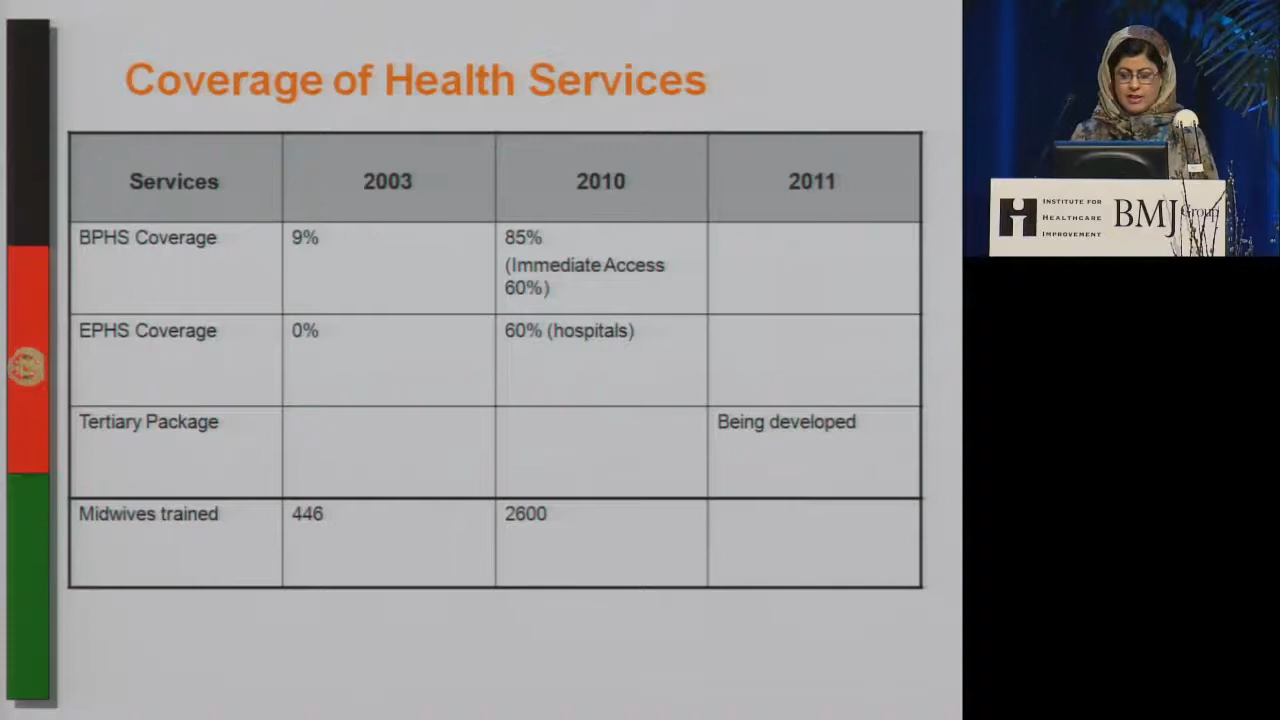 Coverage of Health Services
Services 2003 2010 2011
BPHS Coverage 9% 85%
(Immediate Access
60%)
EPHS Coverage 0% 60% (hospitals)
Tertiary Package Being developed
Midwives trained 446 2600
INSTITUTE FOR
HEALTHCARE
IMPROVEMENT
BMJ Group